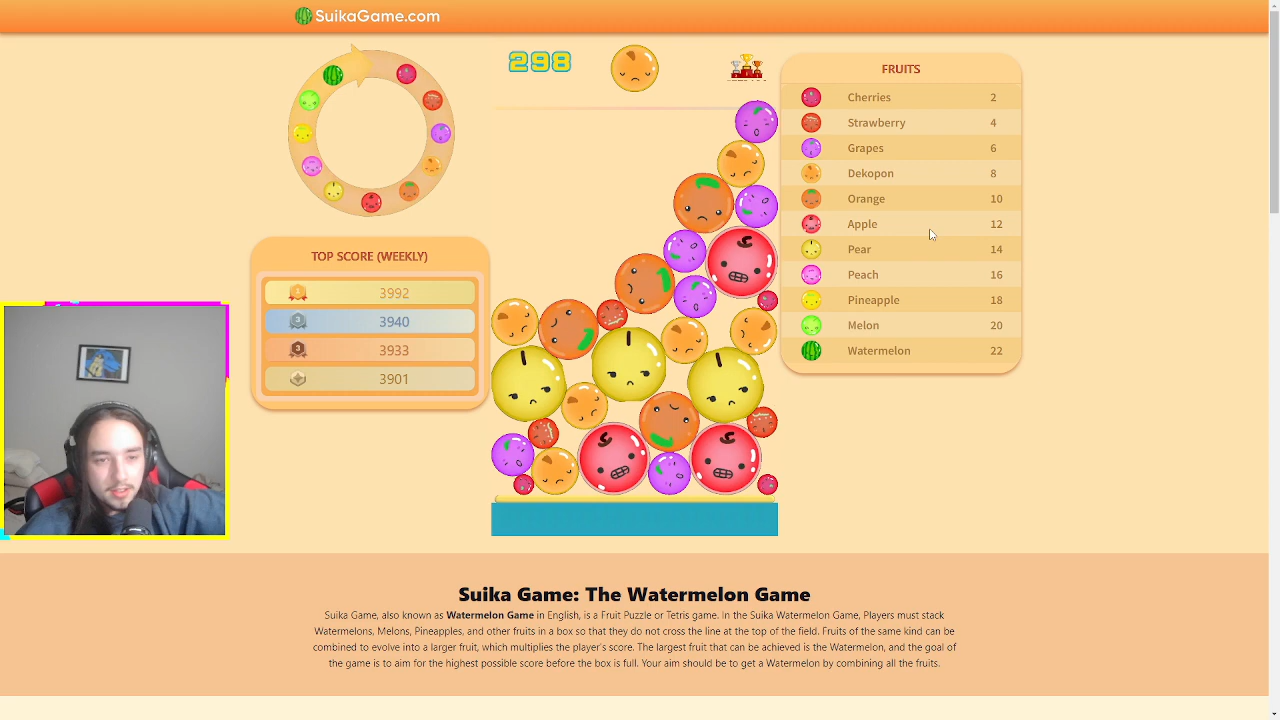 SuikaGame.com
298
FRUITS
Cherries 2
Strawberry 4
Grapes 6
Dekopon 8
Orange 10
Apple 12
Pear 14
Peach 16
Pineapple 18
Melon 20
Watermelon 22
TOP SCORE (WEEKLY)
1 3992
3 3940
3 3933
3901
Suika Game: The Watermelon Game
Suika Game, also known as Watermelon Game in English, is a Fruit Puzzle or Tetris game. In the Suika Watermelon Game, Players must stack
Watermelons, Melons, Pineapples, and other fruits in a box so that they do not cross the line at the top of the field. Fruits of the same kind can be
combined to evolve into a larger fruit, which multiplies the player's score. The largest fruit that can be achieved is the Watermelon, and the goal of
the game is to aim for the highest possible score before the box is full. Your aim should be to get a Watermelon by combining all the fruits.